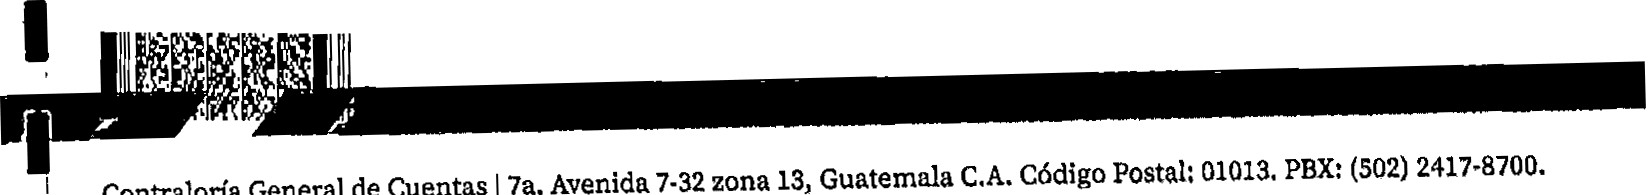 Contraloría General de Cuentas | 7a. Avenida 7-32 zona 13, Guatemala C.A. Código Postal: 01013. PBX: (502) 2417-8700.